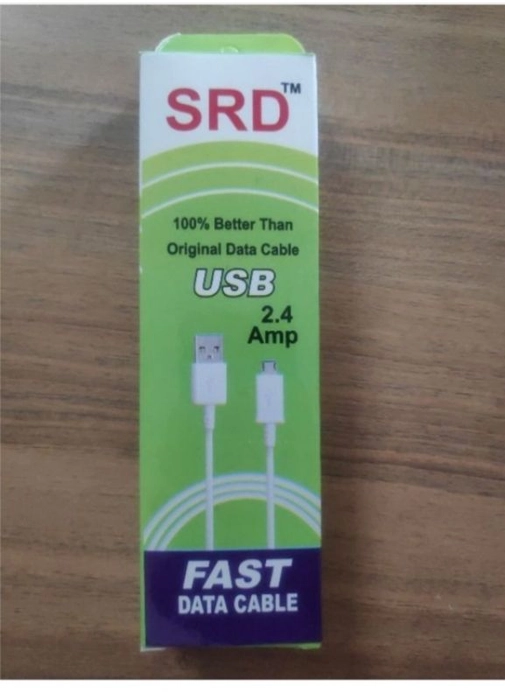 SRD™
100% Better Than
Original Data Cable
USB
2.4
Amp
FAST
DATA CABLE